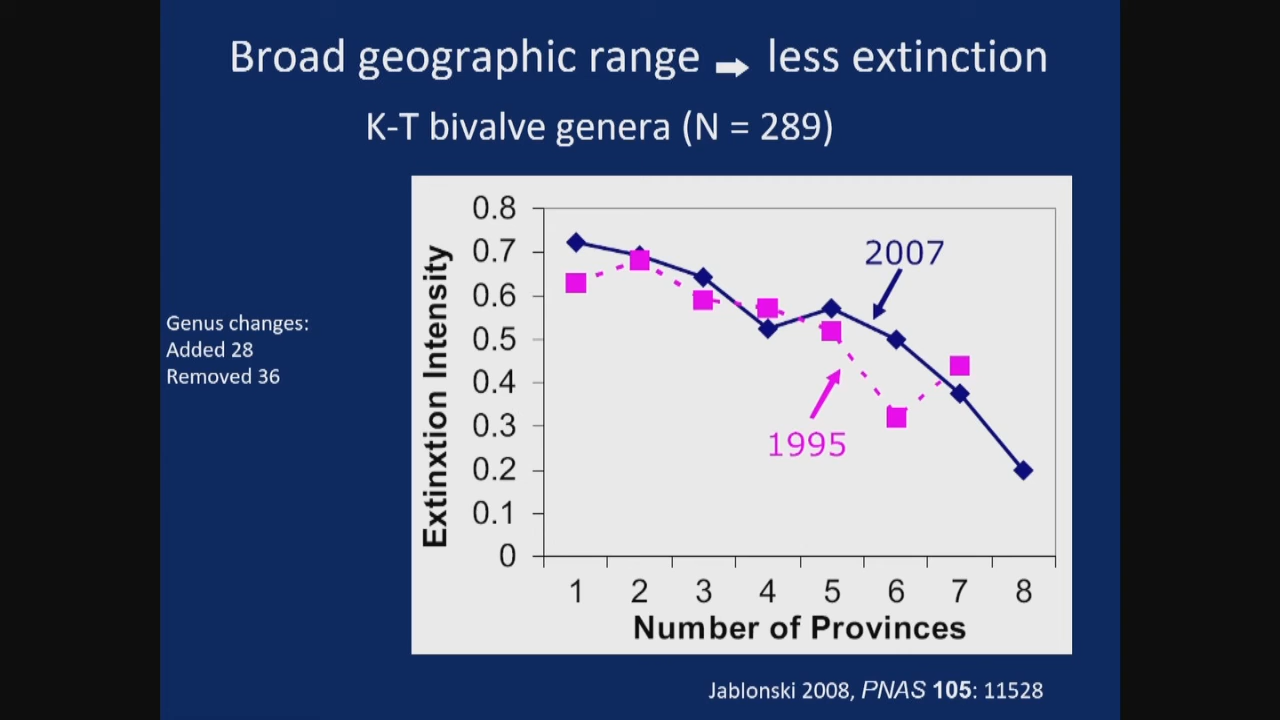 Broad geographic range ➡ less extinction
K-T bivalve genera (N = 289)
Genus changes:
Added 28
Removed 36
Extinxtion Intensity
0.8
0.7
0.6
0.5
0.4
0.3
0.2
0.1
0
2007
1995
1 2 3 4 5 6 7 8
Number of Provinces
Jablonski 2008, PNAS 105: 11528